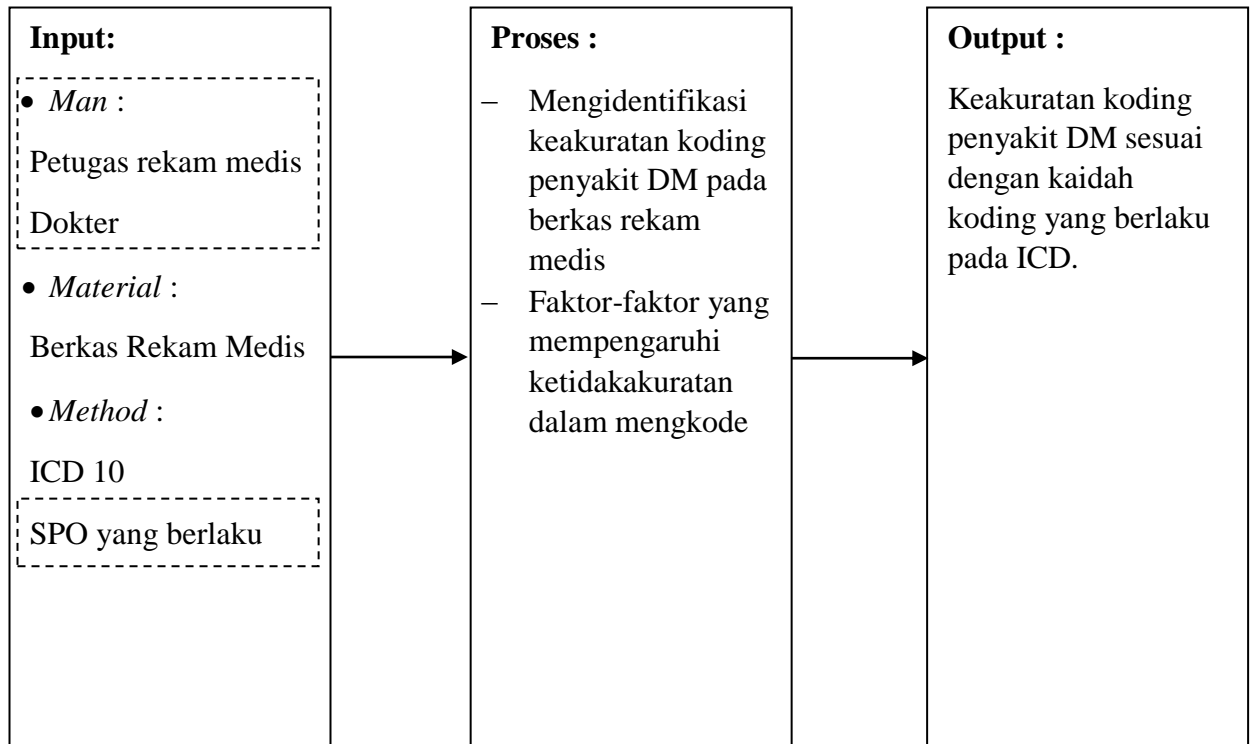 Input:
• Man :
Petugas rekam medis
Dokter
• Material :
Berkas Rekam Medis
• Method :
ICD 10
SPO yang berlaku
Proses :
– Mengidentifikasi
keakuratan koding
penyakit DM pada
berkas rekam
medis
– Faktor-faktor yang
mempengaruhi
ketidakakuratan
dalam mengkode
Output :
Keakuratan koding
penyakit DM sesuai
dengan kaidah
koding yang berlaku
pada ICD.